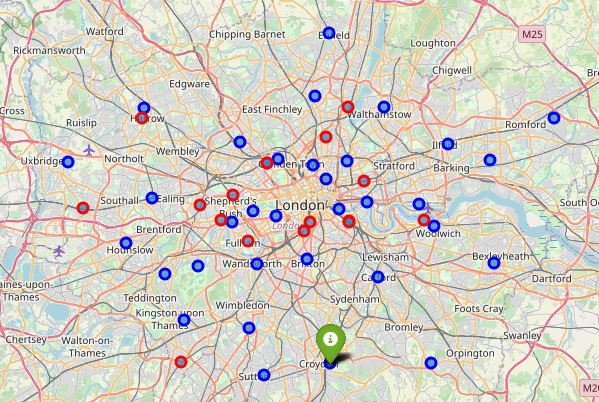 Watford
Chipping Barnet
Enfield
Rickmansworth
Loughton
M25
Chigwell
Edgware
Cross
East Finchley
Walthamstow
Ruislip
Harrow
Romford
Ilford
Uxbridge
Northolt
Wembley
Camden Town
Stratford
Barking
Southall
Ealing
Shepherd's
Bush
London
South Oc
Brentford
Fulham
Woolwich
Hounslow
Wandsworth
Brixton
Lewisham
Catford
Bexleyheath
Dartford
aines-upon-
Thames
Teddington
Kingston upon
Thames
Wimbledon
Sydenham
Foots Cray
Chertsey
Walton-on-
Thames
Bromley
Swanley
Orpington
Croydon
Sutton
M20